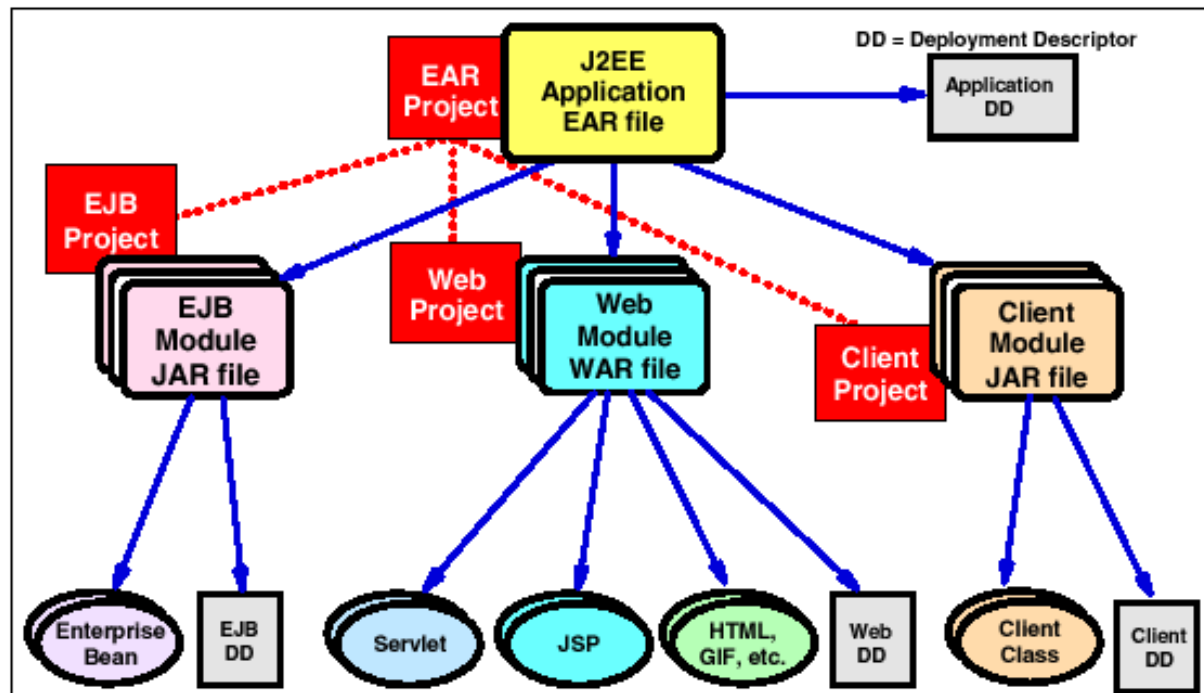 DD = Deployment Descriptor
EAR
Project
J2EE
Application
EAR file
Application
DD
EJB
Project
Web
Project
Client
Project
EJB
Module
JAR file
Web
Module
WAR file
Client
Module
JAR file
Enterprise
Bean
EJB
DD
Servlet
JSP
HTML,
GIF, etc.
Web
DD
Client
Class
Client
DD